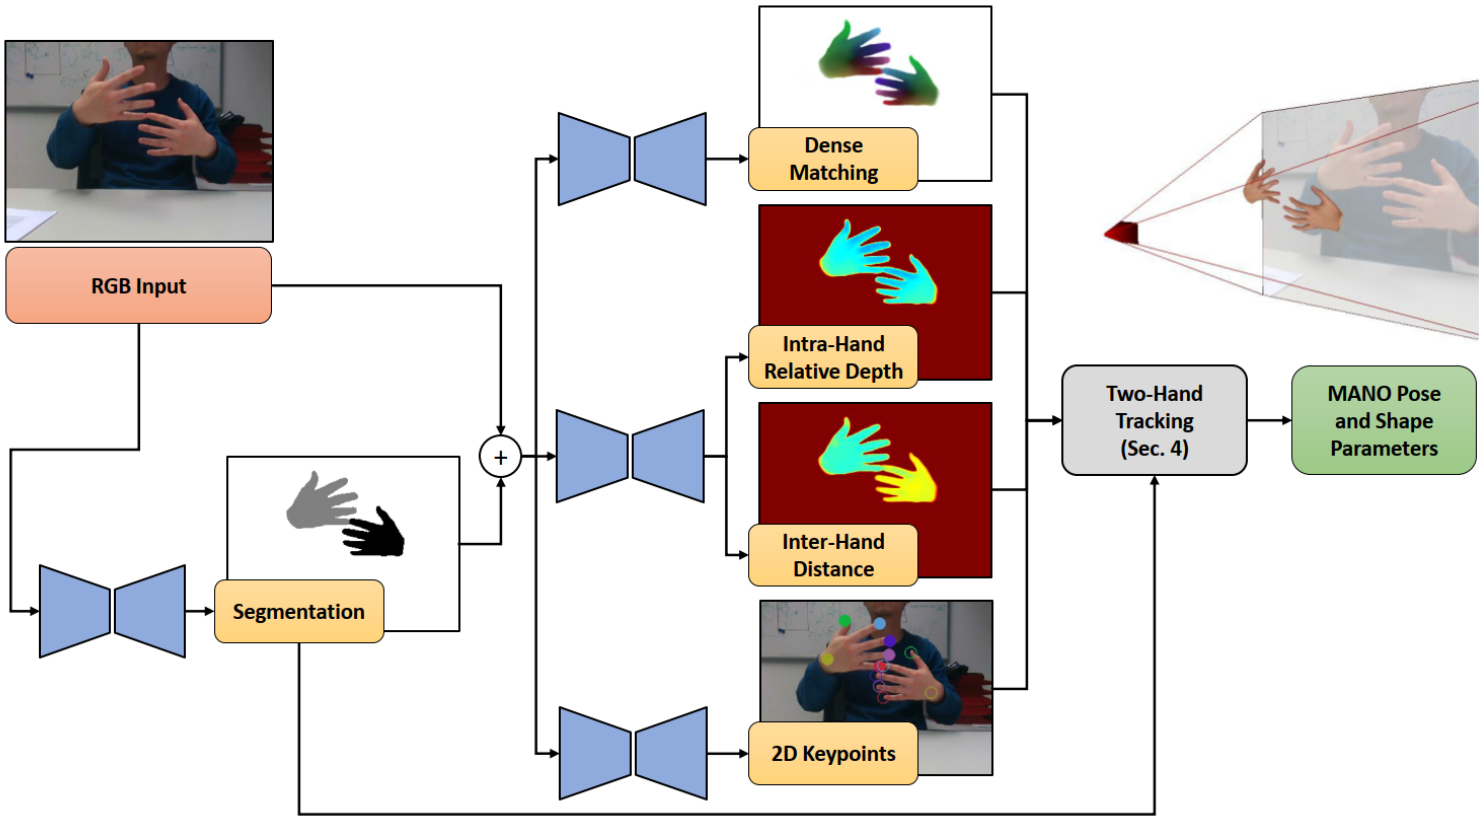 RGB Input
Segmentation
+
Dense
Matching
Intra-Hand
Relative Depth
Inter-Hand
Distance
2D Keypoints
Two-Hand
Tracking
(Sec. 4)
MANO Pose
and Shape
Parameters